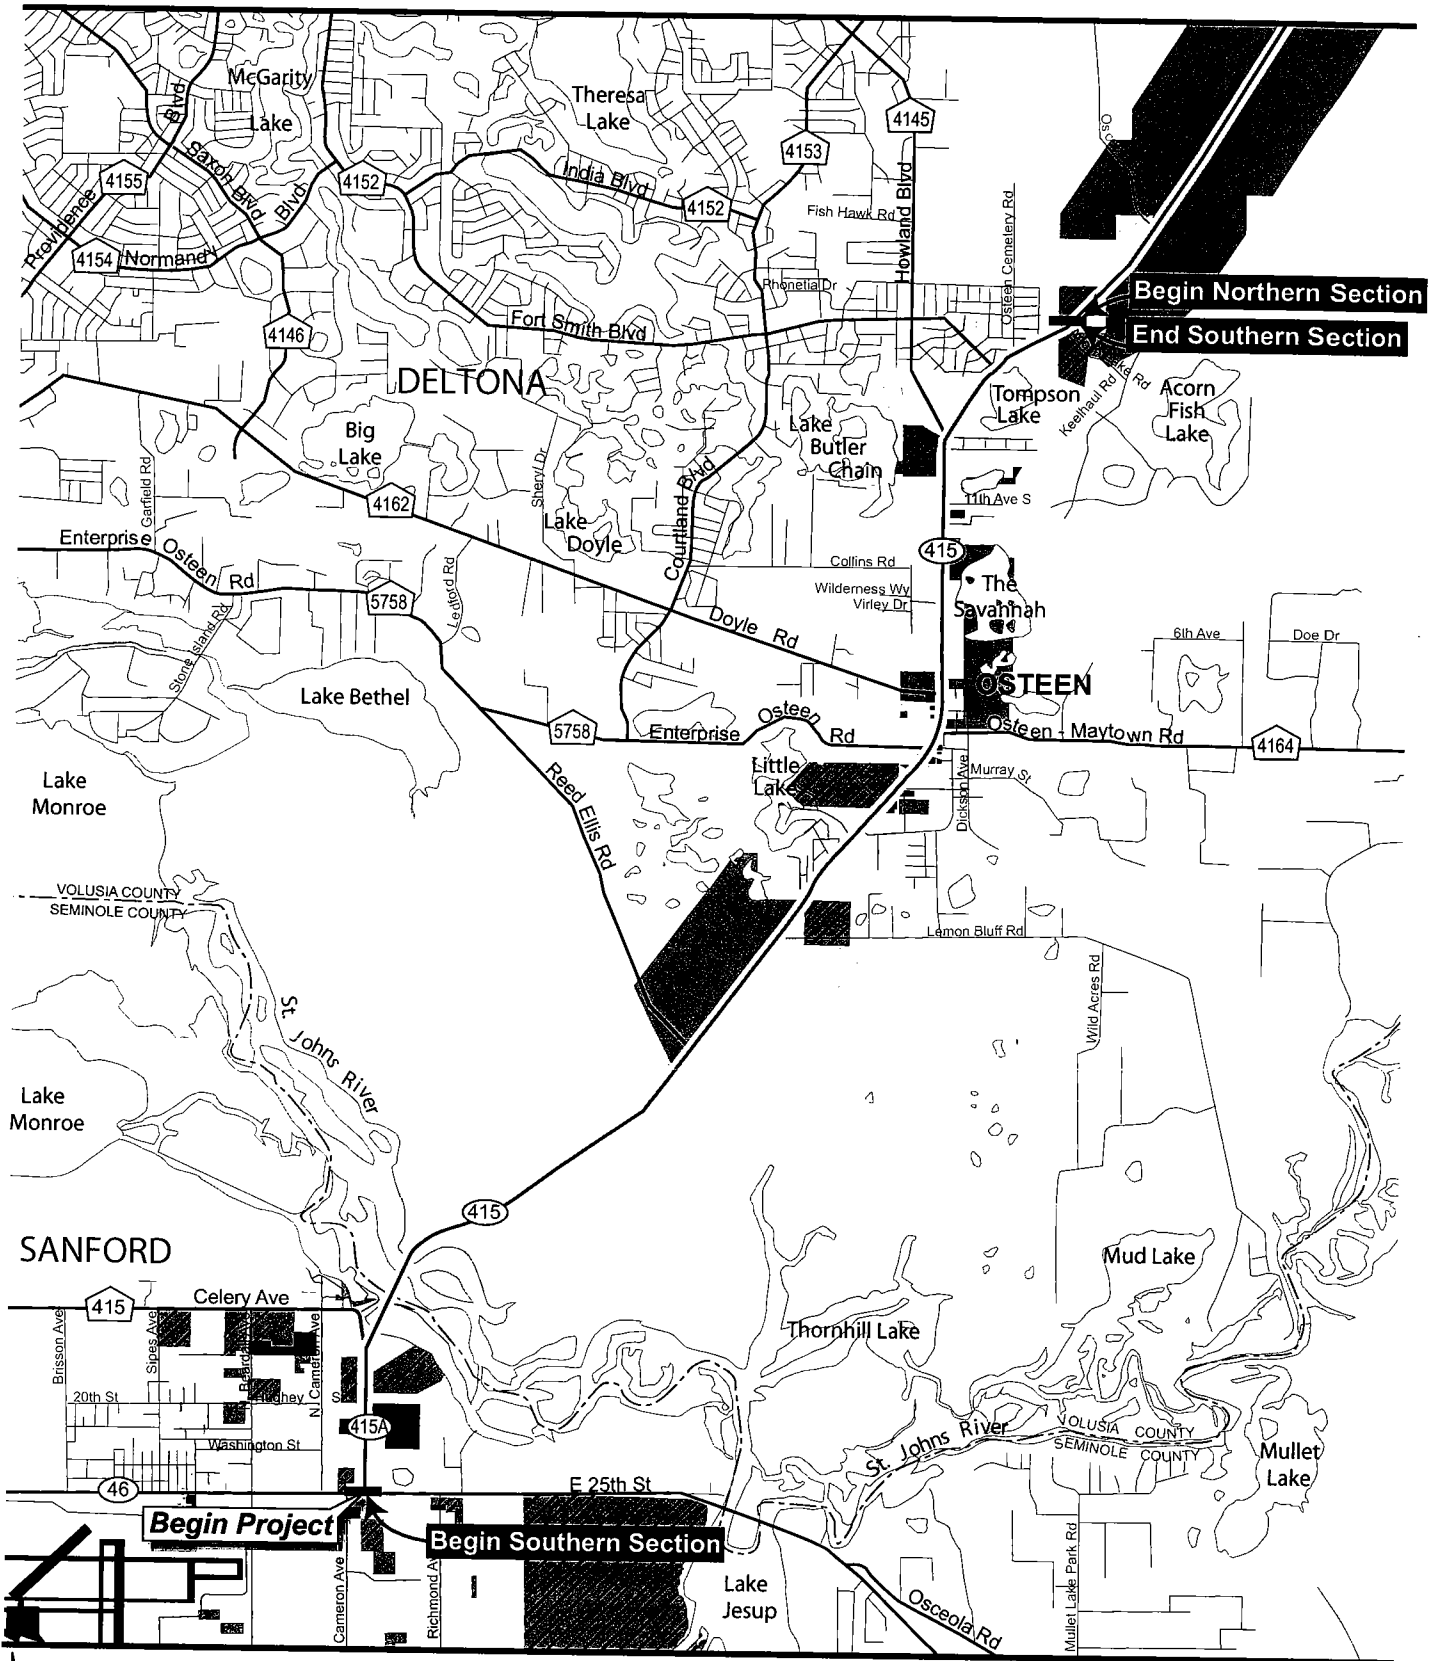 McGarity
Lake
Theresa
Lake
4145
4153
Blvd
Saxon Blvd
4155
Providence
4152
Blvd
India Blvd
4152
Fish Hawk Rd
Howland Blvd
Osteen Cemetery Rd
4154
Normandy
Phonetia Dr
Begin Northern Section
End Southern Section
4146
Fort Smith Blvd
DELTONA
Tompson
Lake
Keelhaul Rd
Acorn
Fish
Lake
Big
Lake
Lake
Butler
Chain
Garfield Rd
4162
Sheryl Dr
Courtland Blvd
11th Ave S
Lake
Doyle
Enterprise Osteen Rd
415
Collins Rd
5758
Ledford Rd
Wilderness Wy
Virley Dr
The
Savannah
Stone Island Rd
Doyle Rd
6th Ave
Doe Dr
Lake Bethel
OSTEEN
5758
Enterprise Osteen Rd
Osteen - Maytown Rd
4164
Lake
Monroe
Reed Ellis Rd
Little
Lake
Murray St
Dickson Ave
VOLUSIA COUNTY
SEMINOLE COUNTY
Lemon Bluff Rd
St. Johns River
Wild Acres Rd
Lake
Monroe
415
SANFORD
Mud Lake
415
Celery Ave
Thornhill Lake
Brisson Ave
Sipes Ave
N Beardall Ave
N Cameron Ave
20th St
Hughey St
415A
Washington St
St. Johns River
VOLUSIA COUNTY
SEMINOLE COUNTY
Mullet
Lake
46
E 25th St
Begin Project
Begin Southern Section
Cameron Ave
Richmond Av
Lake
Jesup
Osceola Rd
Mullet Lake Park Rd